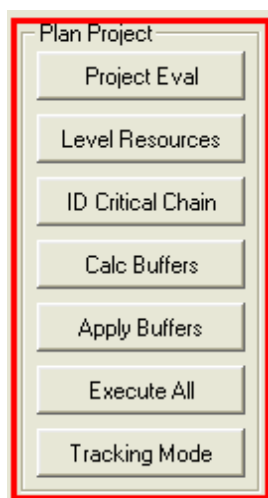 Plan Project
Project Eval
Level Resources
ID Critical Chain
Calc Buffers
Apply Buffers
Execute All
Tracking Mode